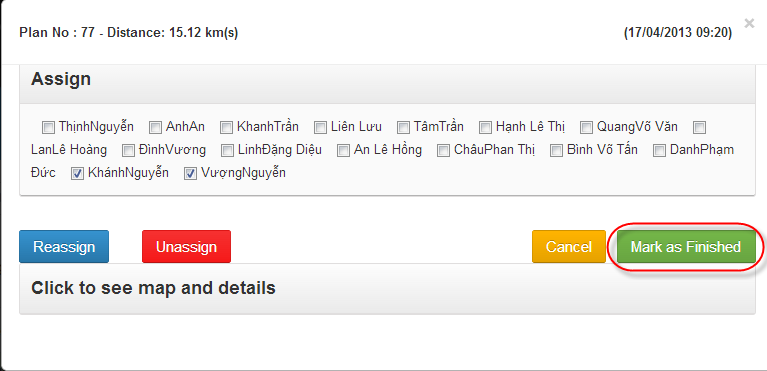 Plan No : 77 - Distance: 15.12 km(s) (17/04/2013 09:20) ×
Assign
ThịnhNguyễn AnhAn KhanhTrần Liên Lưu TâmTrần Hạnh Lê Thị QuangVõ Văn
LanLê Hoàng ĐìnhVương LinhĐặng Diệu An Lê Hồng ChâuPhan Thị Bình Võ Tấn DanhPhạm
Đức KhánhNguyễn VượngNguyễn
Reassign Unassign Cancel Mark as Finished
Click to see map and details